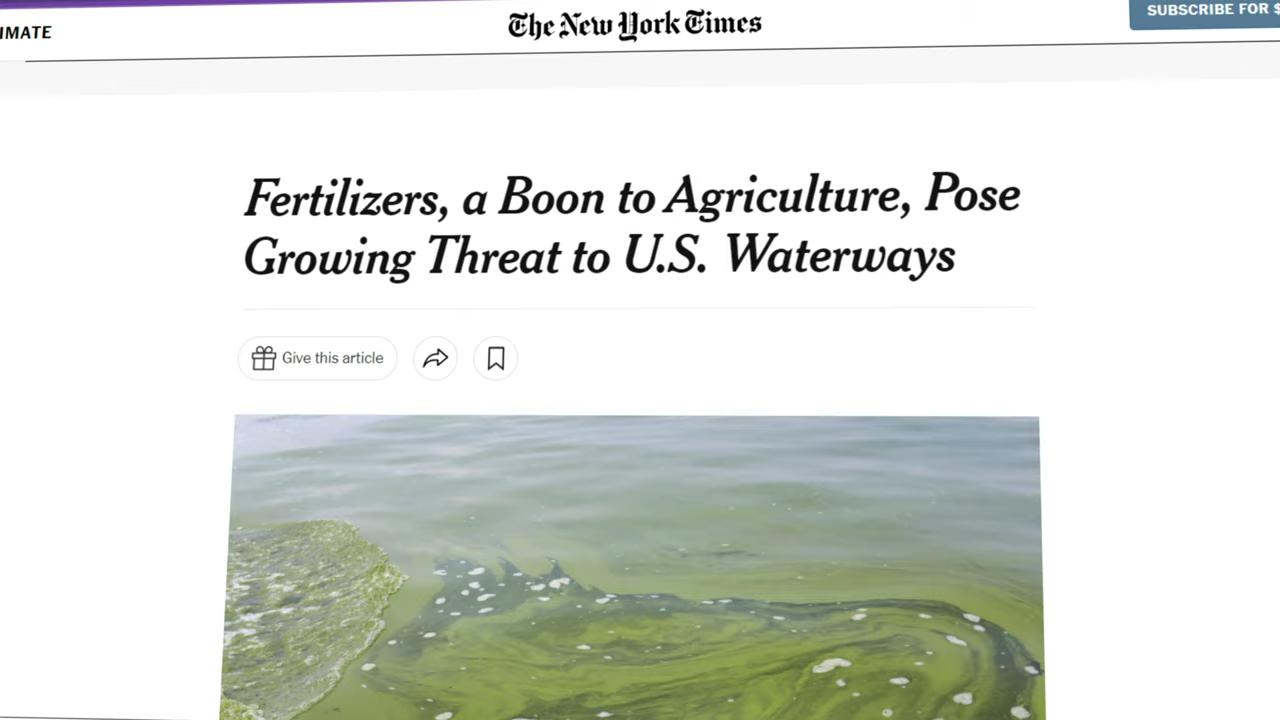 IMATE
The New York Times
SUBSCRIBE FOR $
Fertilizers, a Boon to Agriculture, Pose
Growing Threat to U.S. Waterways
Give this article